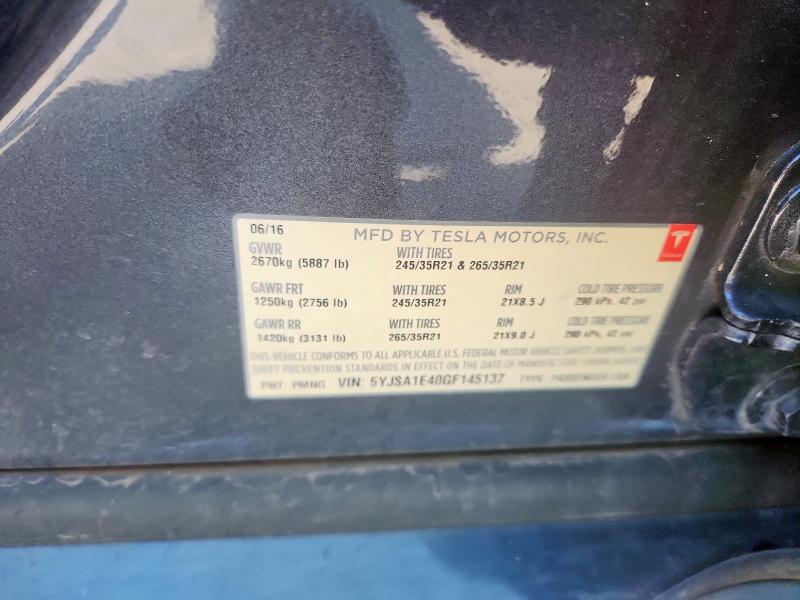 06/16 MFD BY TESLA MOTORS, INC.
GVWR WITH TIRES
2670kg (5887 lb) 245/35R21 & 265/35R21
GAWR FRT WITH TIRES RIM COLD TIRE PRESSURE
1250kg (2756 lb) 245/35R21 21X8.5 J 290 kPa, 42 psi
GAWR RR WITH TIRES RIM COLD TIRE PRESSURE
1420kg (3131 lb) 265/35R21 21X9.0 J 290 kPa, 42 psi
THIS VEHICLE CONFORMS TO ALL APPLICABLE U.S. FEDERAL MOTOR VEHICLE SAFETY, BUMPER, AND
THEFT PREVENTION STANDARDS IN EFFECT ON THE DATE OF MANUFACTURE
PNT: PMNG VIN: 5YJSA1E40GF145137 TYPE: PASSENGER CAR